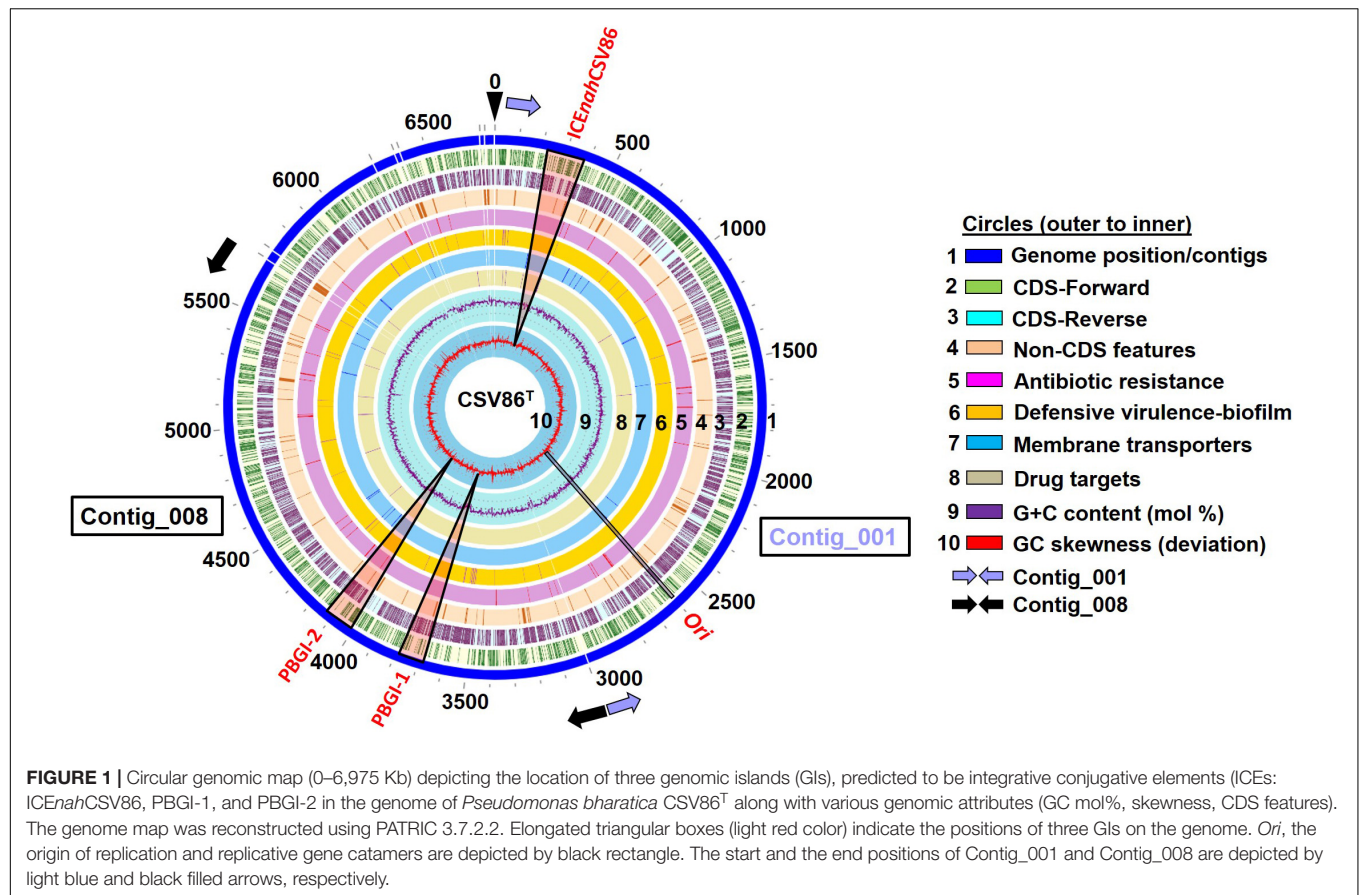 0
ICEnahCSV86
500
1000
1500
2000
2500
Ori
3000
3500
PBGI-1
4000
PBGI-2
4500
5000
5500
6000
6500
CSV86ᵀ
10 9 8 7 6 5 4 3 2 1
Contig_008
Contig_001
Circles (outer to inner)
1 Genome position/contigs
2 CDS-Forward
3 CDS-Reverse
4 Non-CDS features
5 Antibiotic resistance
6 Defensive virulence-biofilm
7 Membrane transporters
8 Drug targets
9 G+C content (mol %)
10 GC skewness (deviation)
Contig_001
Contig_008
FIGURE 1 | Circular genomic map (0–6,975 Kb) depicting the location of three genomic islands (GIs), predicted to be integrative conjugative elements (ICEs:
ICEnahCSV86, PBGI-1, and PBGI-2 in the genome of Pseudomonas bharatica CSV86ᵀ along with various genomic attributes (GC mol%, skewness, CDS features).
The genome map was reconstructed using PATRIC 3.7.2.2. Elongated triangular boxes (light red color) indicate the positions of three GIs on the genome. Ori, the
origin of replication and replicative gene catamers are depicted by black rectangle. The start and the end positions of Contig_001 and Contig_008 are depicted by
light blue and black filled arrows, respectively.